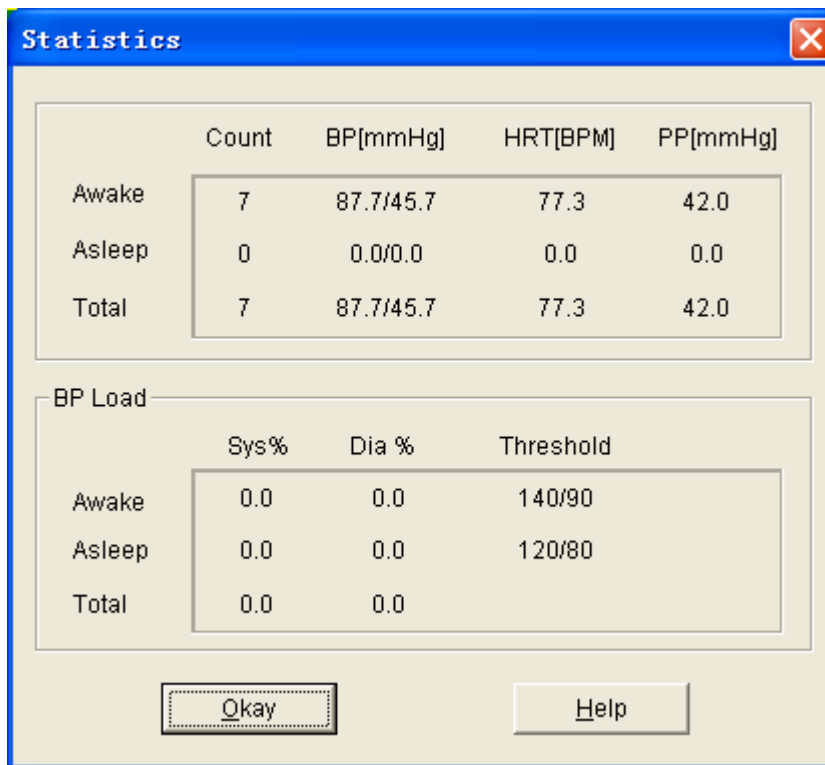 Statistics
Count BP[mmHg] HRT[BPM] PP[mmHg]
Awake 7 87.7/45.7 77.3 42.0
Asleep 0 0.0/0.0 0.0 0.0
Total 7 87.7/45.7 77.3 42.0
BP Load
Sys% Dia % Threshold
Awake 0.0 0.0 140/90
Asleep 0.0 0.0 120/80
Total 0.0 0.0
Okay Help